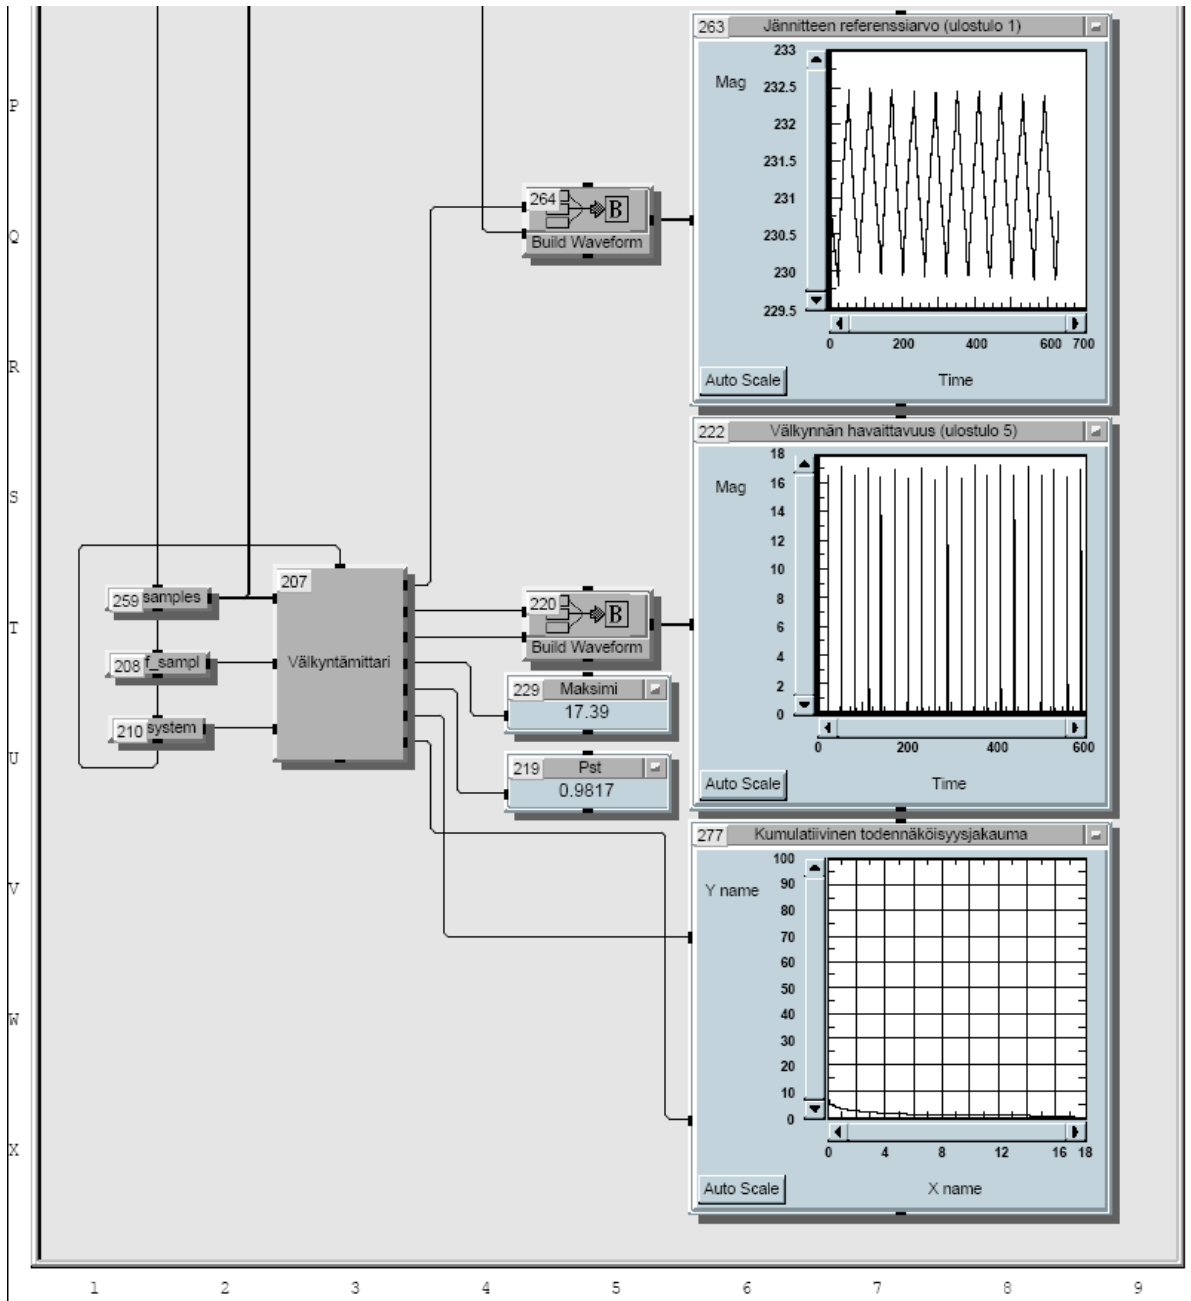 263 Jännitteen referenssiarvo (ulostulo 1)
233
Mag 232.5
P
232
231.5
264
231
B
Q
Build Waveform 230.5
230
229.5
0 200 400 600 700
R
Auto Scale Time
222 Välkynnän havaittavuus (ulostulo 5)
18
Mag 16
S
14
12
207
10
259 samples
220
8
B
T
Build Waveform 6
208 f_sampl Välkyntämittari
4
229 Maksimi
2
17.39
210 system
0
0 200 400 600
U
219 Pst
0.9817
Auto Scale Time
277 Kumulatiivinen todennäköisyysjakauma
100
Y name 90
V
80
70
60
50
40
W
30
20
10
0
X
0 4 8 12 16 18
Auto Scale X name
1 2 3 4 5 6 7 8 9